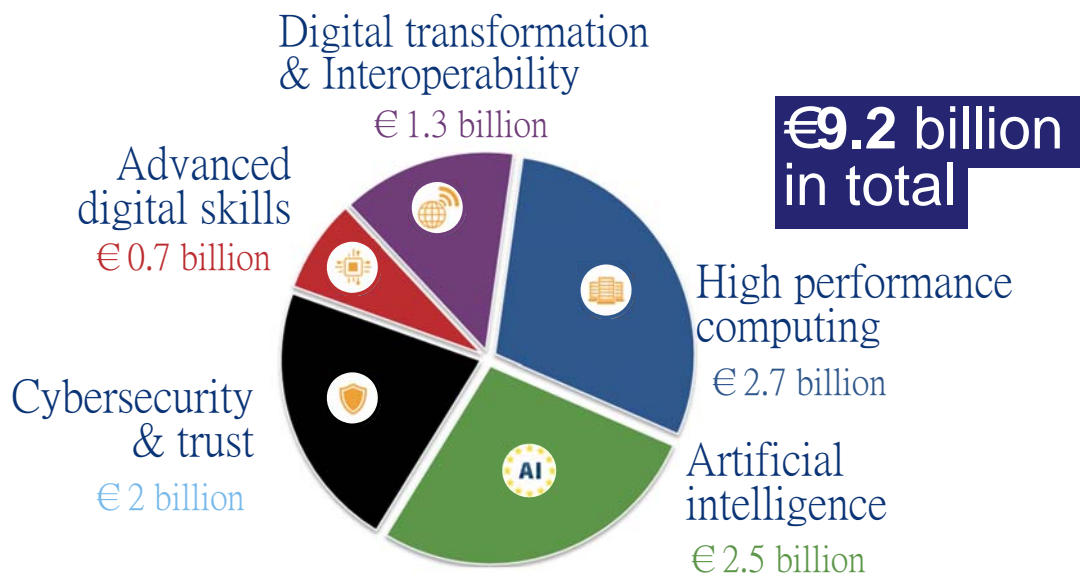 Digital transformation
& Interoperability
€ 1.3 billion
€9.2 billion
in total
Advanced
digital skills
€ 0.7 billion
High performance
computing
€ 2.7 billion
Cybersecurity
& trust
€ 2 billion
AI
Artificial
intelligence
€ 2.5 billion